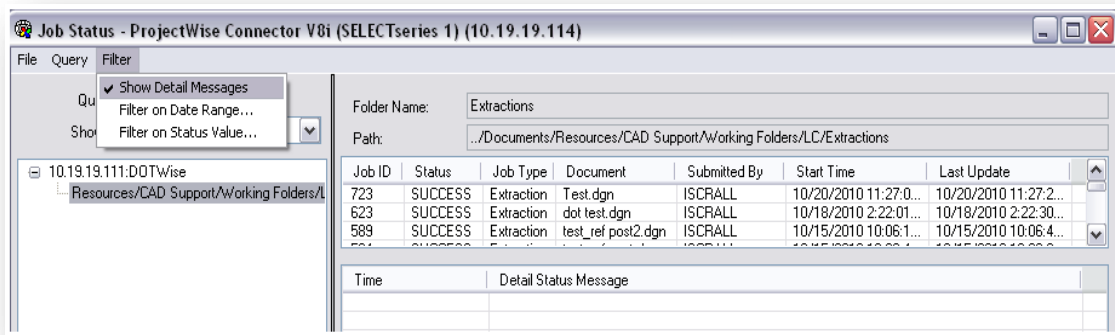 Job Status - ProjectWise Connector V8i (SELECTseries 1) (10.19.19.114)
File Query Filter
Show Detail Messages
Filter on Date Range...
Filter on Status Value...
Qu
Sho
10.19.19.111:DOTWise
Resources/CAD Support/Working Folders/L
Folder Name: Extractions
Path: ../Documents/Resources/CAD Support/Working Folders/LC/Extractions
Job ID Status Job Type Document Submitted By Start Time Last Update
723 SUCCESS Extraction Test.dgn ISCRALL 10/20/2010 11:27:0... 10/20/2010 11:27:2...
623 SUCCESS Extraction dot test.dgn ISCRALL 10/18/2010 2:22:01... 10/18/2010 2:22:30...
589 SUCCESS Extraction test_ref post2.dgn ISCRALL 10/15/2010 10:06:1... 10/15/2010 10:06:4...
Time Detail Status Message